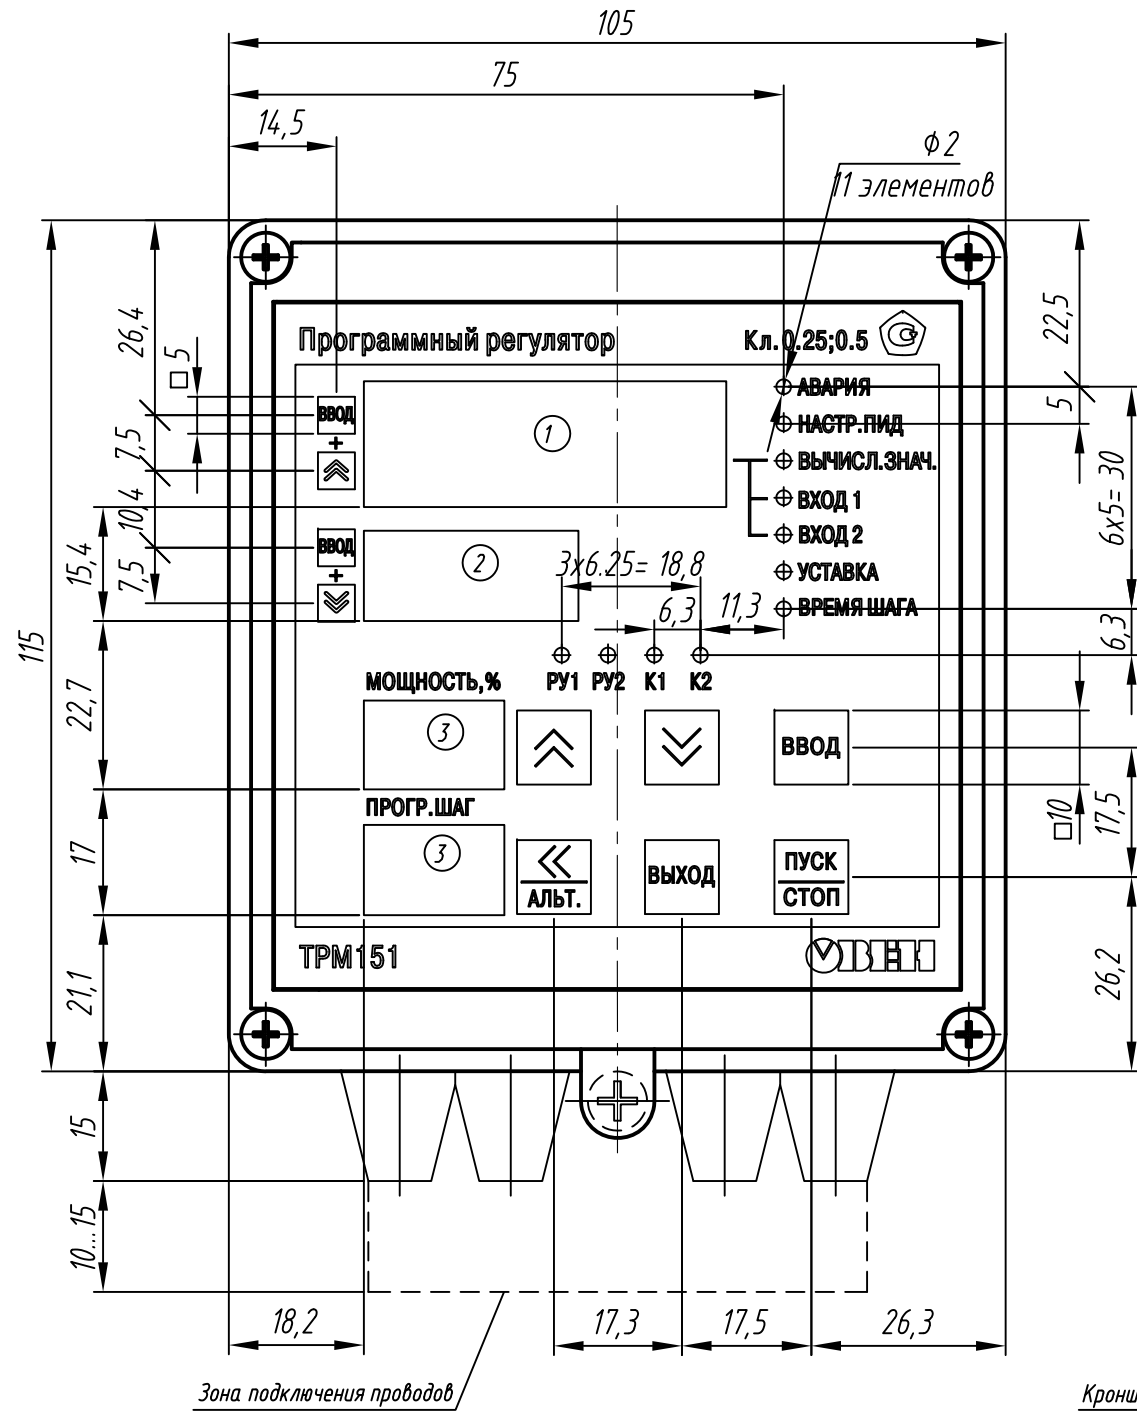 105
75
14,5
ϕ2
11 элементов
26,4
□ 5
7,5
10,4
7,5
15,4
115
22,7
17
21,1
15
10...15
22,5
5
6x5= 30
6,3
□10
17,5
26,2
Программный регулятор
Кл. 0.25;0.5
ВВОД
+
1
АВАРИЯ
НАСТР.ПИД
ВЫЧИСЛ.ЗНАЧ.
ВХОД 1
ВХОД 2
УСТАВКА
ВРЕМЯ ШАГА
ВВОД
+
2
3x6.25= 18,8
6,3
11,3
МОЩНОСТЬ,%
РУ1 РУ2 К1 К2
3
ВВОД
ПРОГР.ШАГ
3
АЛЬТ.
ВЫХОД
ПУСК
СТОП
ТРМ151
ОВЕН
18,2
17,3
17,5
26,3
Зона подключения проводов